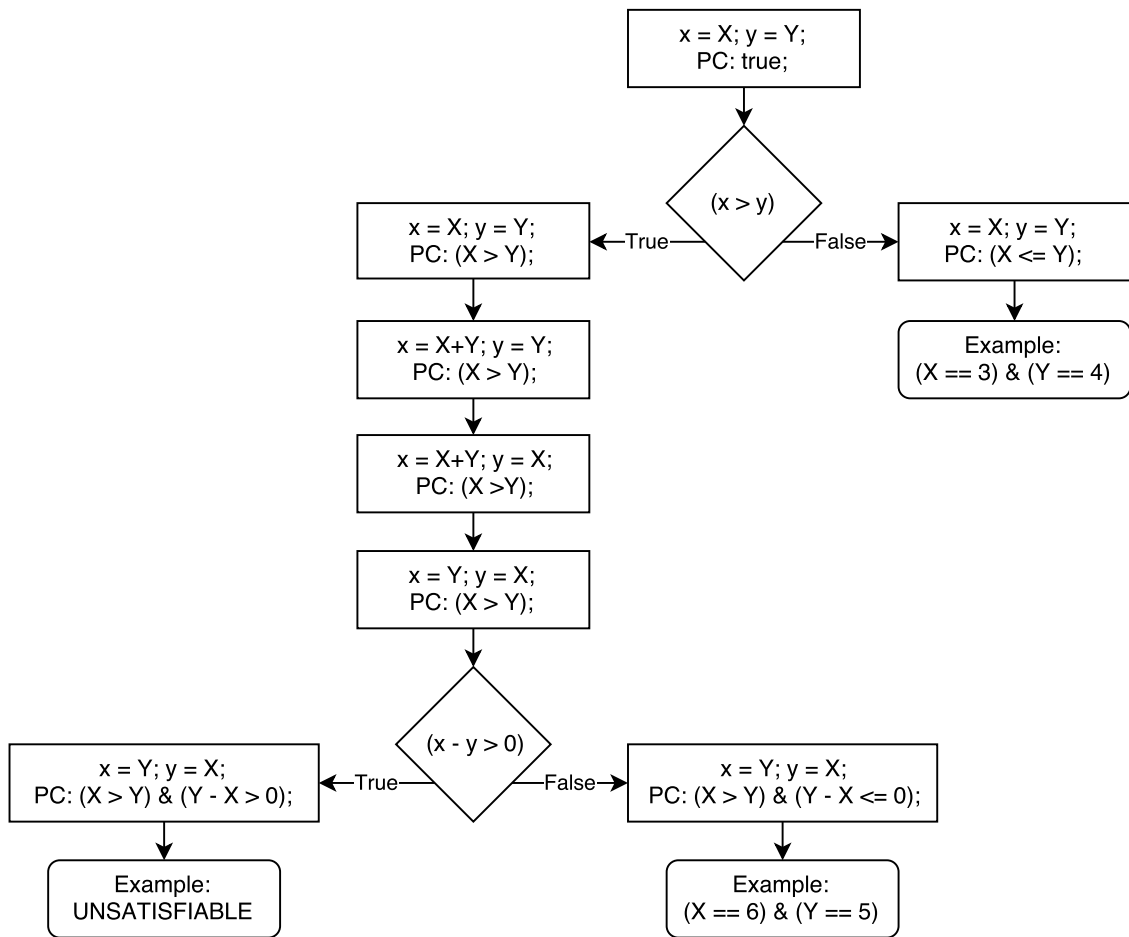 x = X; y = Y;
PC: true;
(x > y)
True
False
x = X; y = Y;
PC: (X > Y);
x = X; y = Y;
PC: (X <= Y);
x = X+Y; y = Y;
PC: (X > Y);
Example:
(X == 3) & (Y == 4)
x = X+Y; y = X;
PC: (X >Y);
x = Y; y = X;
PC: (X > Y);
(x - y > 0)
True
False
x = Y; y = X;
PC: (X > Y) & (Y - X > 0);
x = Y; y = X;
PC: (X > Y) & (Y - X <= 0);
Example:
UNSATISFIABLE
Example:
(X == 6) & (Y == 5)